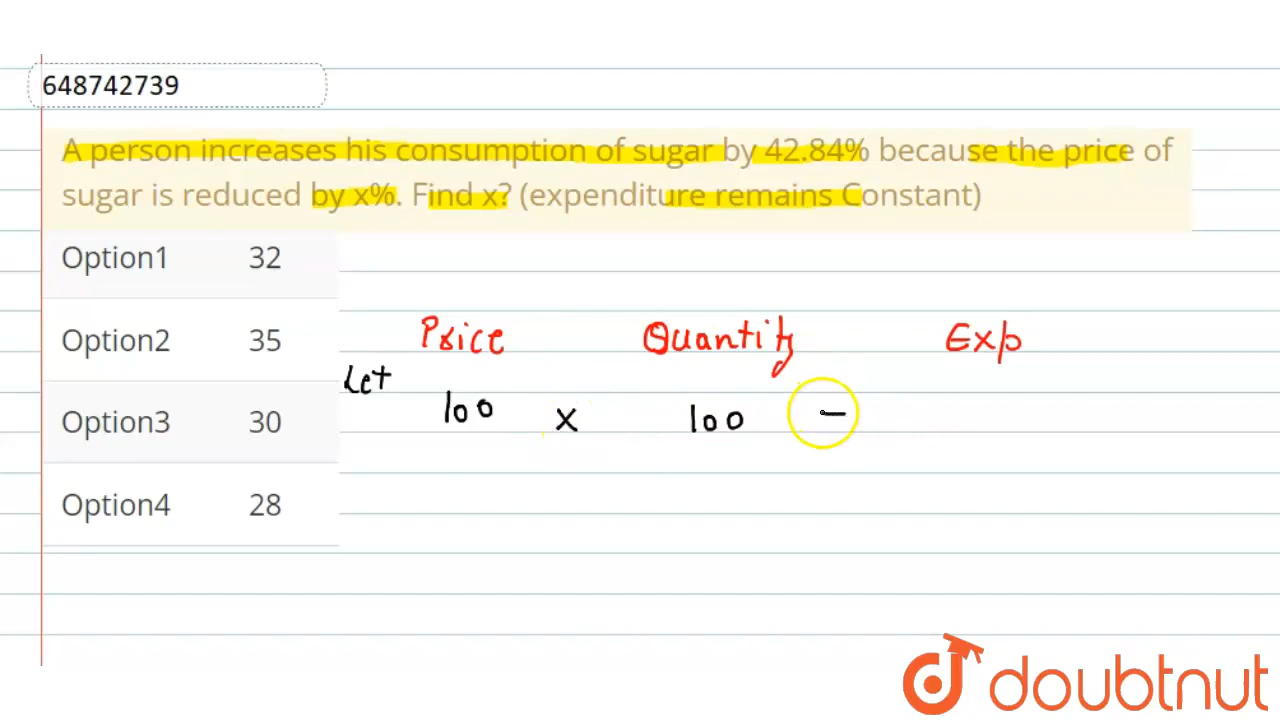 648742739
A person increases his consumption of sugar by 42.84% because the price of
sugar is reduced by x%. Find x? (expenditure remains Constant)
Option1 32
Option2 35
Option3 30
Option4 28
Price Quantity Exp
Let
100 × 100 =
doubtnut